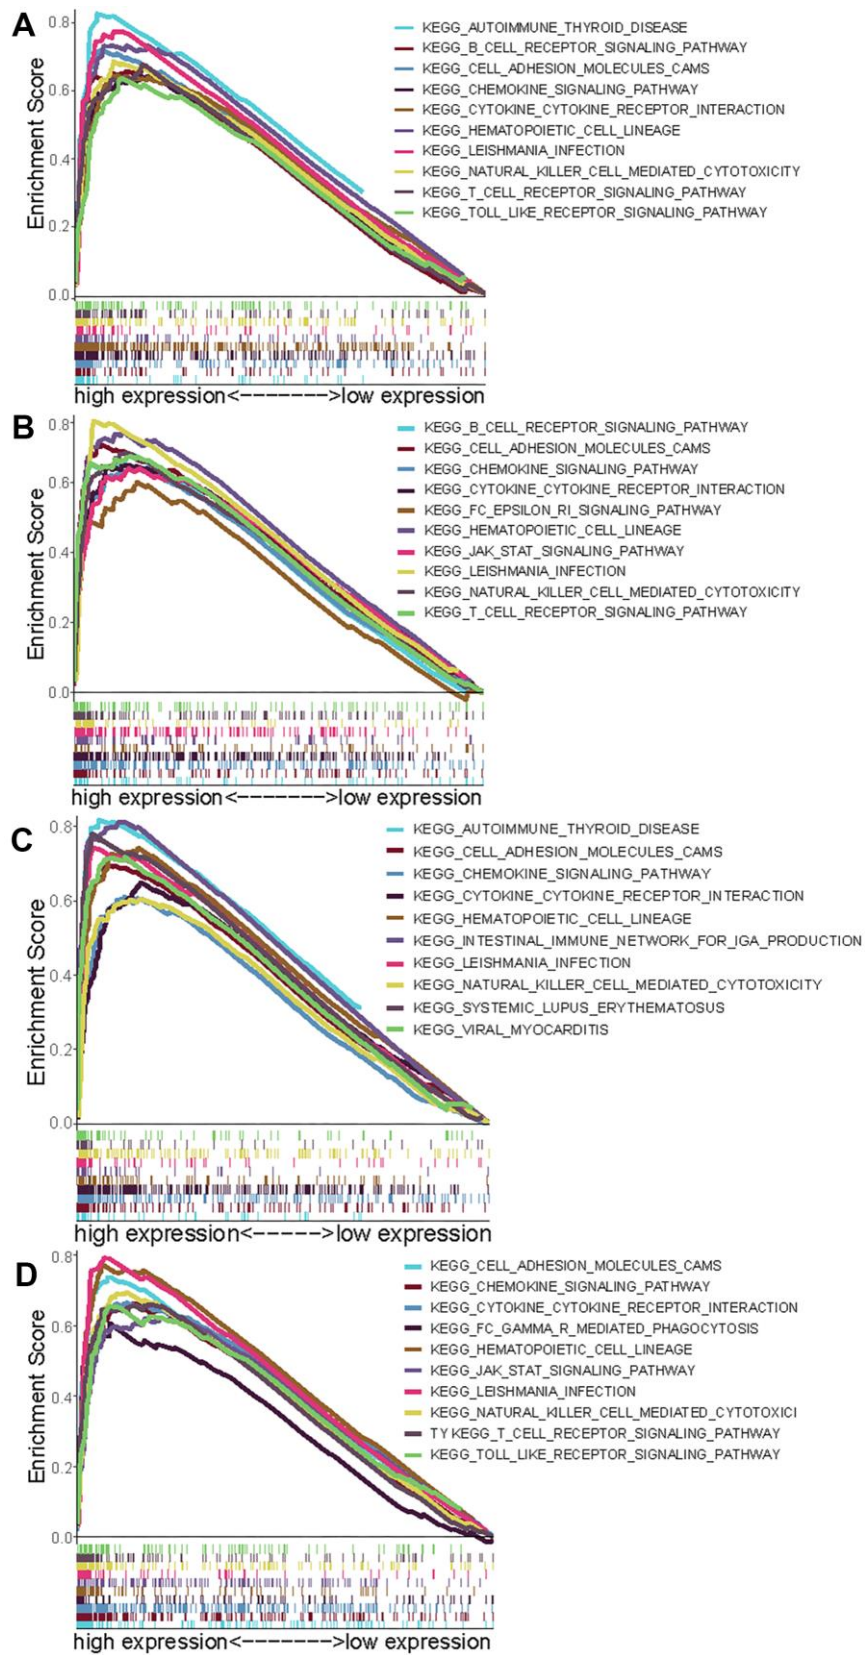 A
Enrichment Score
0.8
0.6
0.4
0.2
0.0
KEGG_AUTOIMMUNE_THYROID_DISEASE
KEGG_B_CELL_RECEPTOR_SIGNALING_PATHWAY
KEGG_CELL_ADHESION_MOLECULES_CAMS
KEGG_CHEMOKINE_SIGNALING_PATHWAY
KEGG_CYTOKINE_CYTOKINE_RECEPTOR_INTERACTION
KEGG_HEMATOPOIETIC_CELL_LINEAGE
KEGG_LEISHMANIA_INFECTION
KEGG_NATURAL_KILLER_CELL_MEDIATED_CYTOTOXICITY
KEGG_T_CELL_RECEPTOR_SIGNALING_PATHWAY
KEGG_TOLL_LIKE_RECEPTOR_SIGNALING_PATHWAY
high expression<-------->low expression
B
Enrichment Score
0.8
0.6
0.4
0.2
0.0
KEGG_B_CELL_RECEPTOR_SIGNALING_PATHWAY
KEGG_CELL_ADHESION_MOLECULES_CAMS
KEGG_CHEMOKINE_SIGNALING_PATHWAY
KEGG_CYTOKINE_CYTOKINE_RECEPTOR_INTERACTION
KEGG_FC_EPSILON_RI_SIGNALING_PATHWAY
KEGG_HEMATOPOIETIC_CELL_LINEAGE
KEGG_JAK_STAT_SIGNALING_PATHWAY
KEGG_LEISHMANIA_INFECTION
KEGG_NATURAL_KILLER_CELL_MEDIATED_CYTOTOXICITY
KEGG_T_CELL_RECEPTOR_SIGNALING_PATHWAY
high expression<-------->low expression
C
Enrichment Score
0.8
0.6
0.4
0.2
0.0
KEGG_AUTOIMMUNE_THYROID_DISEASE
KEGG_CELL_ADHESION_MOLECULES_CAMS
KEGG_CHEMOKINE_SIGNALING_PATHWAY
KEGG_CYTOKINE_CYTOKINE_RECEPTOR_INTERACTION
KEGG_HEMATOPOIETIC_CELL_LINEAGE
KEGG_INTESTINAL_IMMUNE_NETWORK_FOR_IGA_PRODUCTION
KEGG_LEISHMANIA_INFECTION
KEGG_NATURAL_KILLER_CELL_MEDIATED_CYTOTOXICITY
KEGG_SYSTEMIC_LUPUS_ERYTHEMATOSUS
KEGG_VIRAL_MYOCARDITIS
high expression<------>low expression
D
Enrichment Score
0.8
0.6
0.4
0.2
0.0
KEGG_CELL_ADHESION_MOLECULES_CAMS
KEGG_CHEMOKINE_SIGNALING_PATHWAY
KEGG_CYTOKINE_CYTOKINE_RECEPTOR_INTERACTION
KEGG_FC_GAMMA_R_MEDIATED_PHAGOCYTOSIS
KEGG_HEMATOPOIETIC_CELL_LINEAGE
KEGG_JAK_STAT_SIGNALING_PATHWAY
KEGG_LEISHMANIA_INFECTION
KEGG_NATURAL_KILLER_CELL_MEDIATED_CYTOTOXICI
TY KEGG_T_CELL_RECEPTOR_SIGNALING_PATHWAY
KEGG_TOLL_LIKE_RECEPTOR_SIGNALING_PATHWAY
high expression<-------->low expression